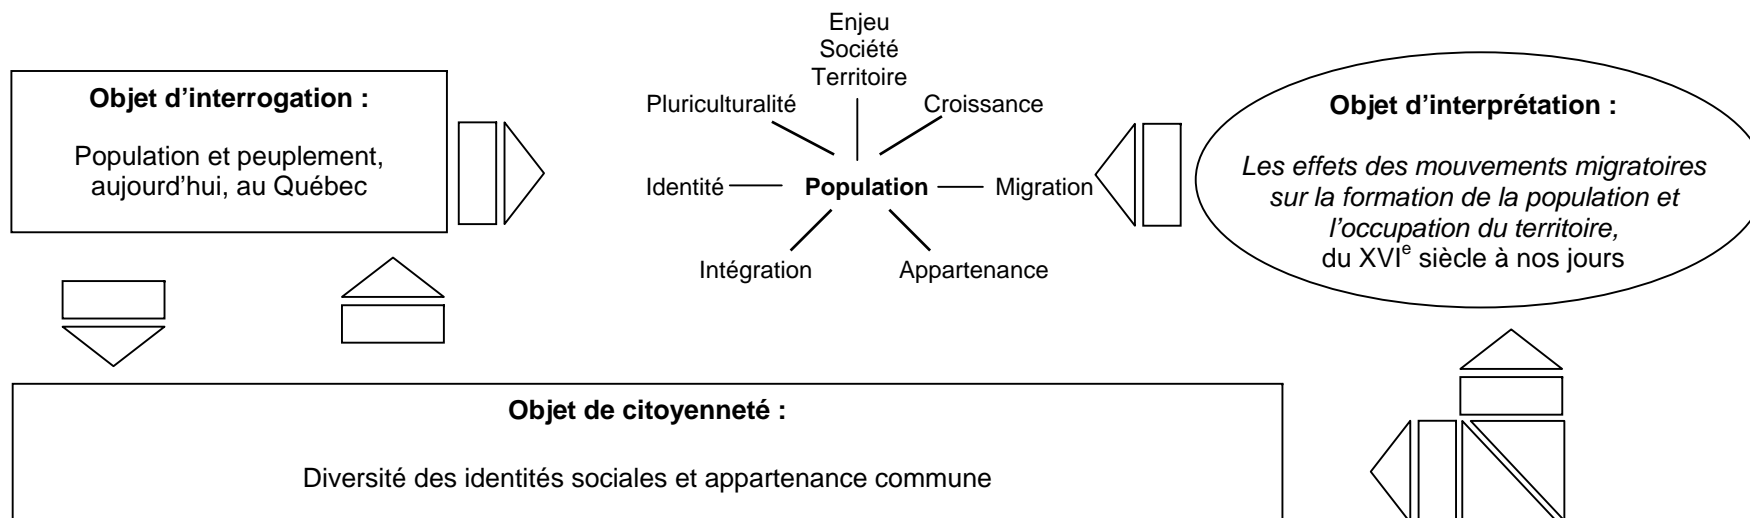 Objet d'interrogation :
Population et peuplement,
aujourd'hui, au Québec
Enjeu
Société
Territoire
Pluriculturalité
Croissance
Identité
Population
Migration
Intégration
Appartenance
Objet d'interprétation :
Les effets des mouvements migratoires
sur la formation de la population et
l'occupation du territoire,
du XVIe siècle à nos jours
Objet de citoyenneté :
Diversité des identités sociales et appartenance commune